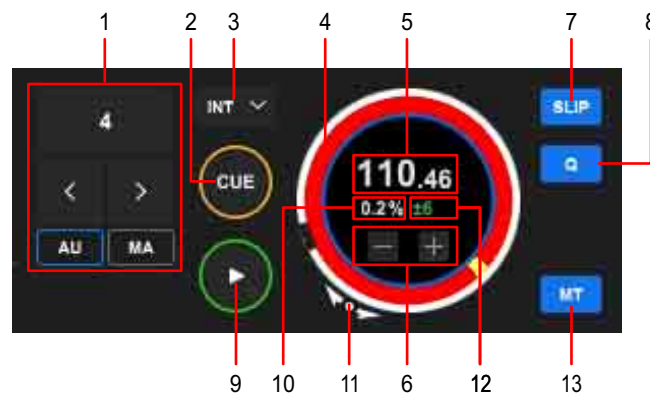 1 2 3 4 5 7 8
4
INT
SLIP
CUE
110.46
Q
0.2% ±6
AU MA
MT
9 10 11 6 12 13